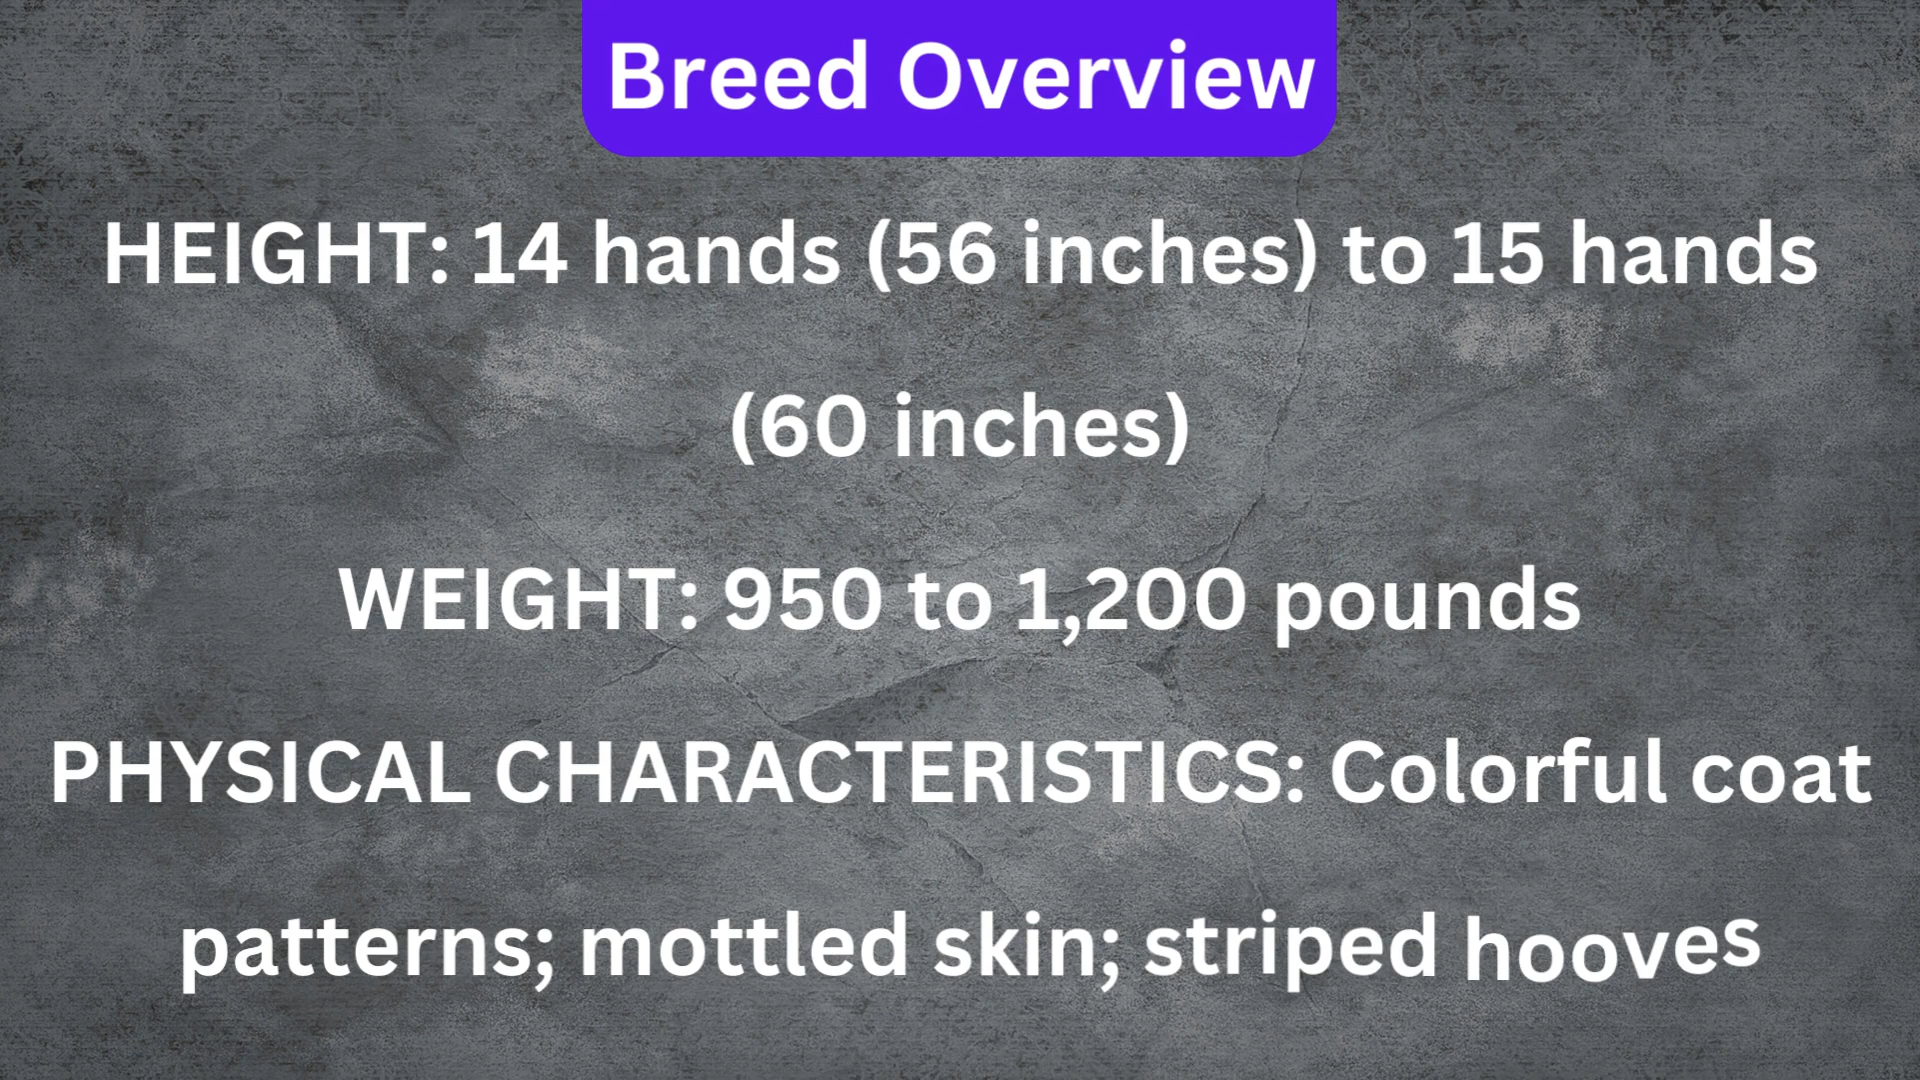 Breed Overview
HEIGHT: 14 hands (56 inches) to 15 hands
(60 inches)
WEIGHT: 950 to 1,200 pounds
PHYSICAL CHARACTERISTICS: Colorful coat
patterns; mottled skin; striped hooves